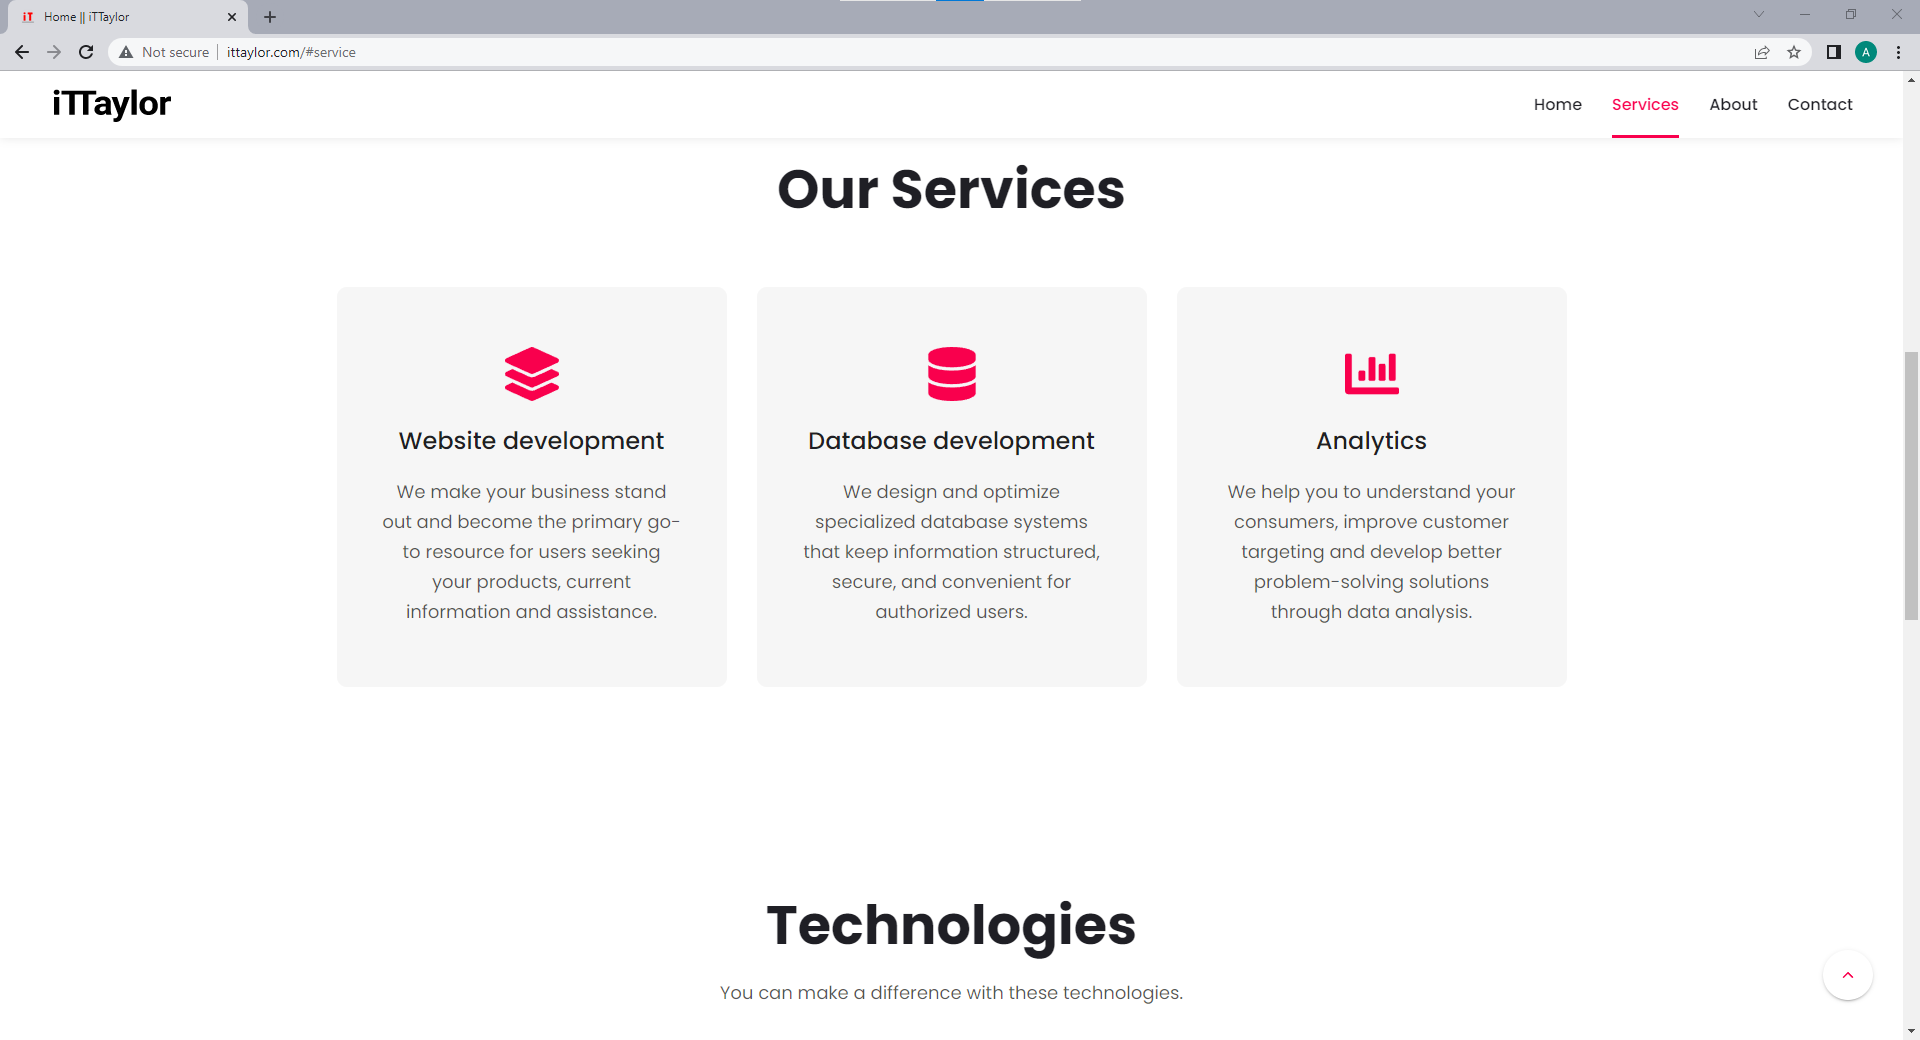 iT Home || iTTaylor
Not secure ittaylor.com/#service A
iTTaylor Home Services About Contact
Our Services
Website development
We make your business stand
out and become the primary go-
to resource for users seeking
your products, current
information and assistance.
Database development
We design and optimize
specialized database systems
that keep information structured,
secure, and convenient for
authorized users.
Analytics
We help you to understand your
consumers, improve customer
targeting and develop better
problem-solving solutions
through data analysis.
Technologies
You can make a difference with these technologies.